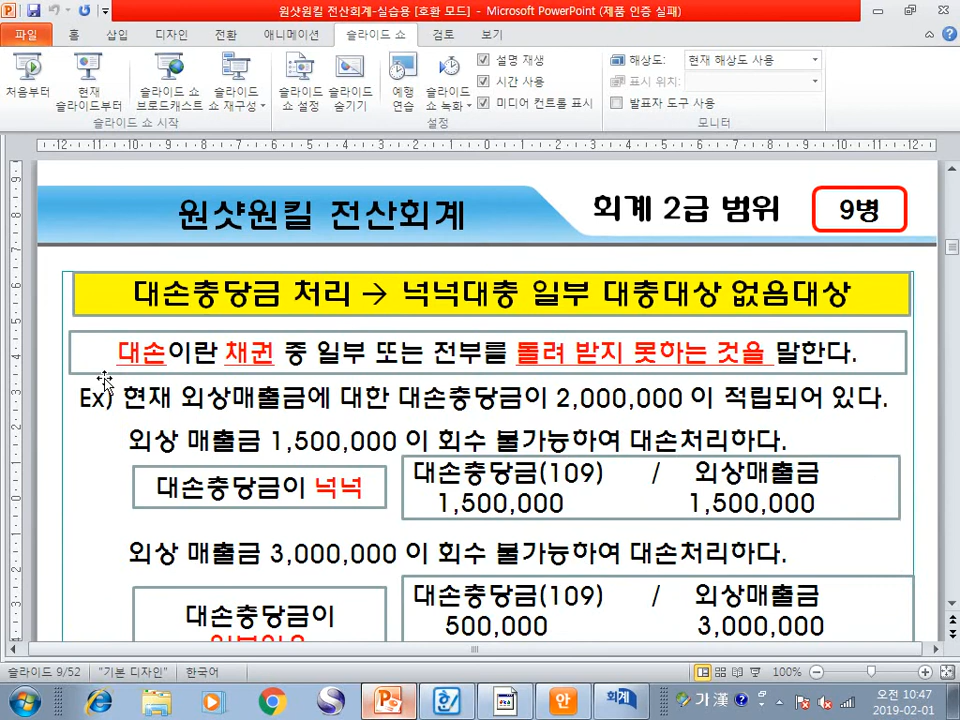 원샷원킬 전산회계-실습용 [호환 모드] - Microsoft PowerPoint (제품 인증 실패)
파일 홈 삽입 디자인 전환 애니메이션 슬라이드 쇼 검토 보기
처음부터
현재 슬라이드부터
슬라이드 쇼 브로드캐스트
슬라이드 쇼 재구성
슬라이드 쇼 설정
슬라이드 숨기기
예행 연습
슬라이드 쇼 녹화
설명 재생
시간 사용
미디어 컨트롤 표시
해상도: 현재 해상도 사용
표시 위치:
발표자 도구 사용
슬라이드 쇼 시작 설정 모니터
원샷원킬 전산회계 회계 2급 범위 9병
대손충당금 처리 → 넉넉대충 일부 대충대상 없음대상
대손이란 채권 중 일부 또는 전부를 돌려 받지 못하는 것을 말한다.
Ex) 현재 외상매출금에 대한 대손충당금이 2,000,000 이 적립되어 있다.
외상 매출금 1,500,000 이 회수 불가능하여 대손처리하다.
대손충당금이 넉넉
대손충당금(109) / 외상매출금
1,500,000 1,500,000
외상 매출금 3,000,000 이 회수 불가능하여 대손처리하다.
대손충당금이
대손충당금(109) / 외상매출금
500,000 3,000,000
슬라이드 9/52 "기본 디자인" 한국어 100%
가 漢
오전 10:47
2019-02-01